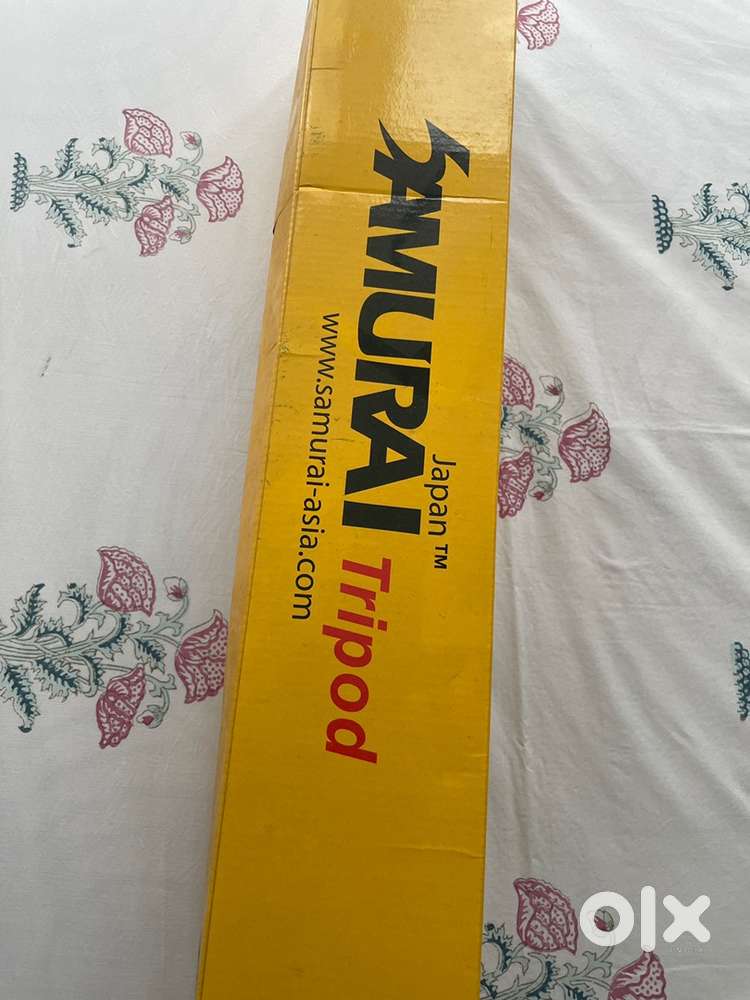 SAMURAI Tripod
Japan™
www.samurai-asia.com
olx